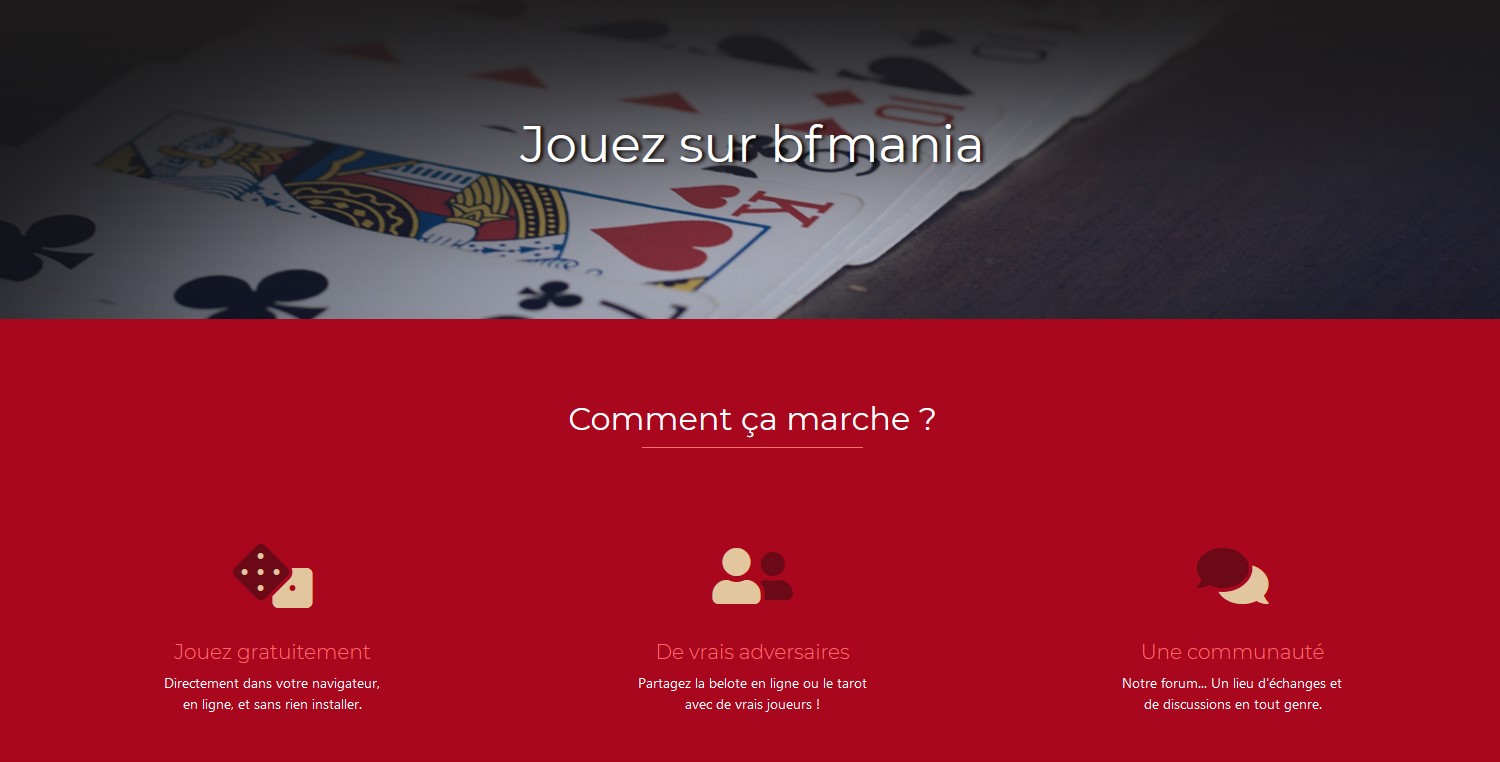 Jouez sur bfmania
10
K
Comment ça marche ?
Jouez gratuitement
Directement dans votre navigateur,
en ligne, et sans rien installer.
De vrais adversaires
Partagez la belote en ligne ou le tarot
avec de vrais joueurs !
Une communauté
Notre forum... Un lieu d'échanges et
de discussions en tout genre.